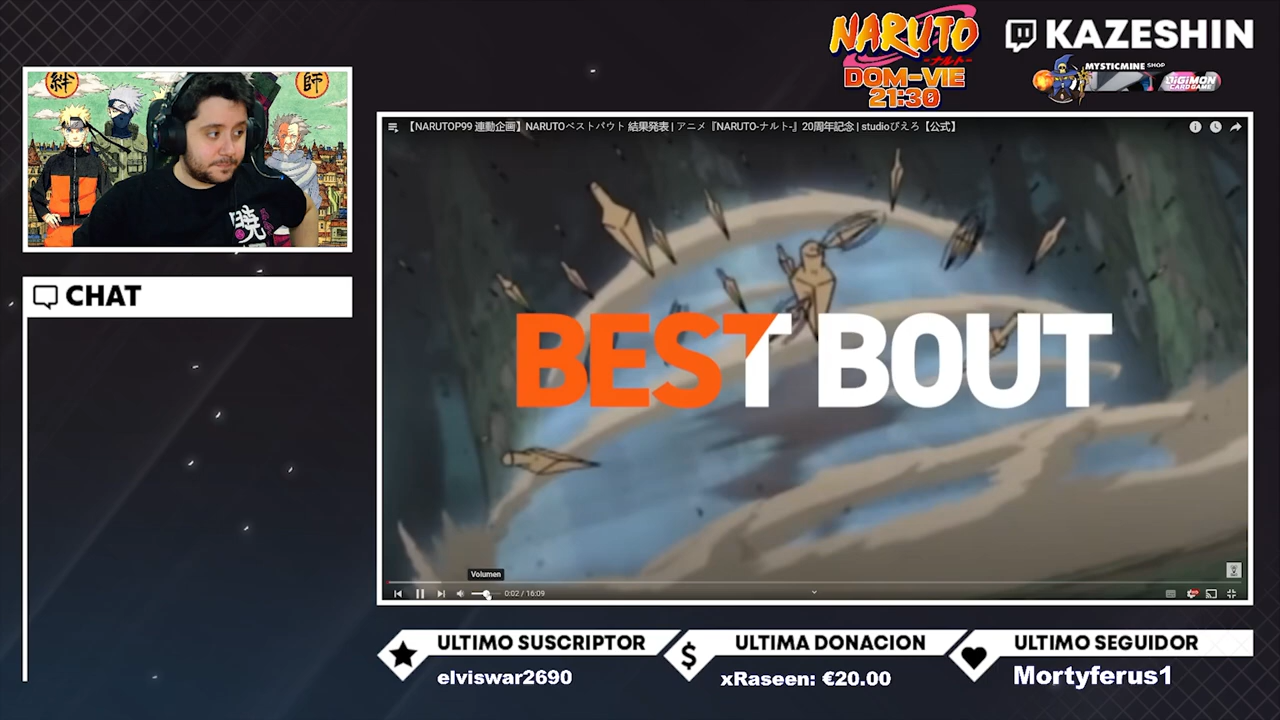 NARUTO
-ナルト-
DOM-VIE
21:30
KAZESHIN
MYSTICMINE SHOP
DIGIMON
CARD GAME
絆
師
暁
CHAT
【NARUTOP99 連動企画】NARUTOベストバウト 結果発表 | アニメ『NARUTO-ナルト-』20周年記念 | studioぴえろ【公式】
BEST BOUT
Volumen
0:02 / 16:09
ULTIMO SUSCRIPTOR
elviswar2690
ULTIMA DONACION
xRaseen: €20.00
ULTIMO SEGUIDOR
Mortyferus1